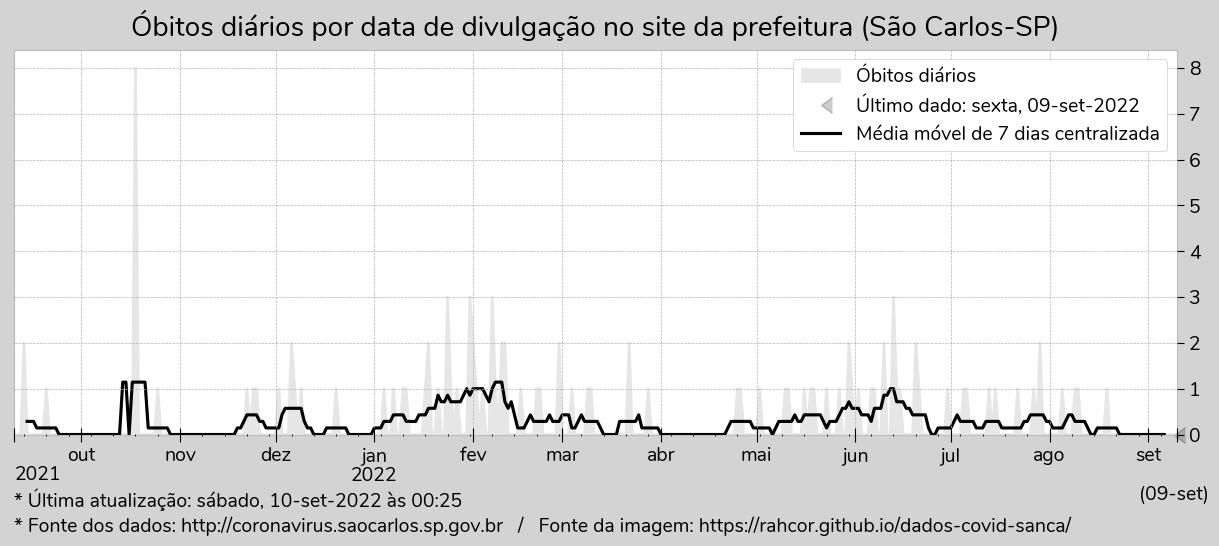 Óbitos diários por data de divulgação no site da prefeitura (São Carlos-SP)
Óbitos diários
Último dado: sexta, 09-set-2022
Média móvel de 7 dias centralizada
8
7
6
5
4
3
2
1
0
out nov dez jan fev mar abr mai jun jul ago set
2021 2022
(09-set)
* Última atualização: sábado, 10-set-2022 às 00:25
* Fonte dos dados: http://coronavirus.saocarlos.sp.gov.br / Fonte da imagem: https://rahcor.github.io/dados-covid-sanca/